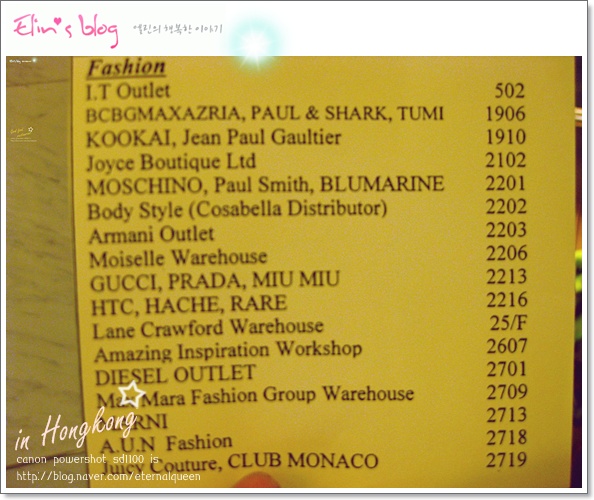 Elin's blog 엘린의 행복한 이야기
Fashion
I.T Outlet 502
BCBGMAXAZRIA, PAUL & SHARK, TUMI 1906
KOOKAI, Jean Paul Gaultier 1910
Joyce Boutique Ltd 2102
MOSCHINO, Paul Smith, BLUMARINE 2201
Body Style (Cosabella Distributor) 2202
Armani Outlet 2203
Moiselle Warehouse 2206
GUCCI, PRADA, MIU MIU 2213
HTC, HACHE, RARE 2216
Lane Crawford Warehouse 25/F
Amazing Inspiration Workshop 2607
DIESEL OUTLET 2701
Mara Fashion Group Warehouse 2709
2713
A.U.N Fashion 2718
Juicy Couture, CLUB MONACO 2719
in Hongkong
canon powershot sd1100 is
http://blog.naver.com/eternalqueen